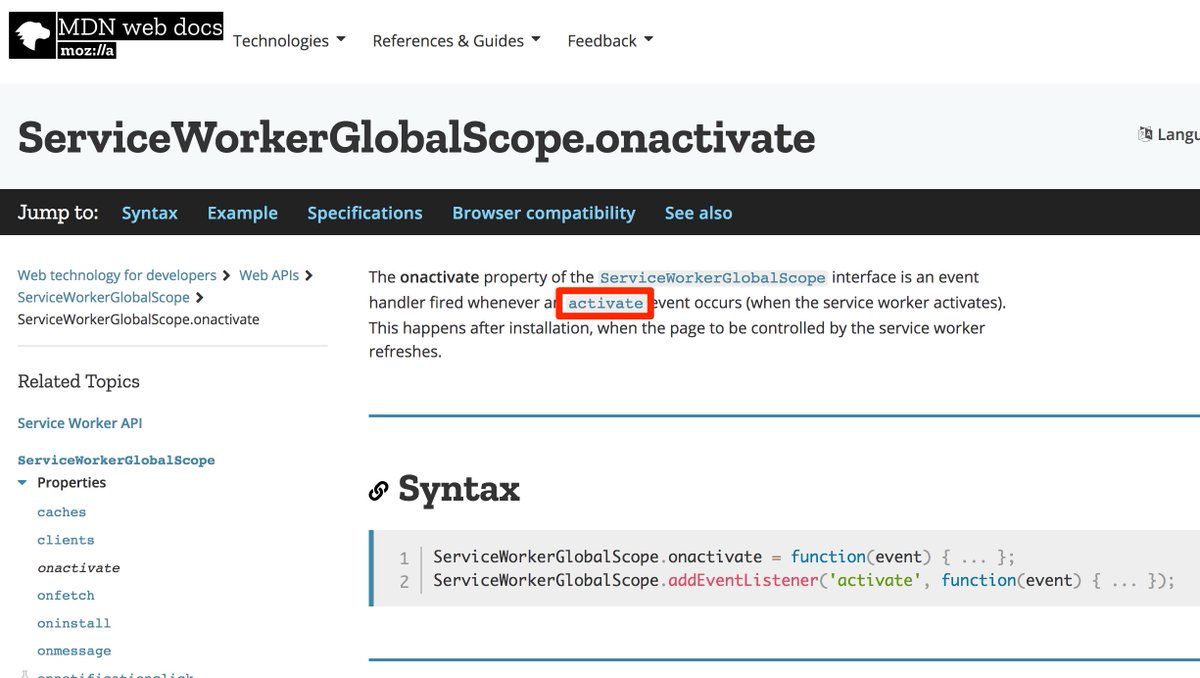 MDN web docs
moz://a
Technologies
References & Guides
Feedback
ServiceWorkerGlobalScope.onactivate
Jump to:
Syntax
Example
Specifications
Browser compatibility
See also
Web technology for developers
Web APIs
ServiceWorkerGlobalScope
ServiceWorkerGlobalScope.onactivate
Related Topics
Service Worker API
ServiceWorkerGlobalScope
Properties
caches
clients
onactivate
onfetch
oninstall
onmessage
The onactivate property of the ServiceWorkerGlobalScope interface is an event
handler fired whenever an activate event occurs (when the service worker activates).
This happens after installation, when the page to be controlled by the service worker
refreshes.
Syntax
1 ServiceWorkerGlobalScope.onactivate = function(event) { ... };
2 ServiceWorkerGlobalScope.addEventListener('activate', function(event) { ... });